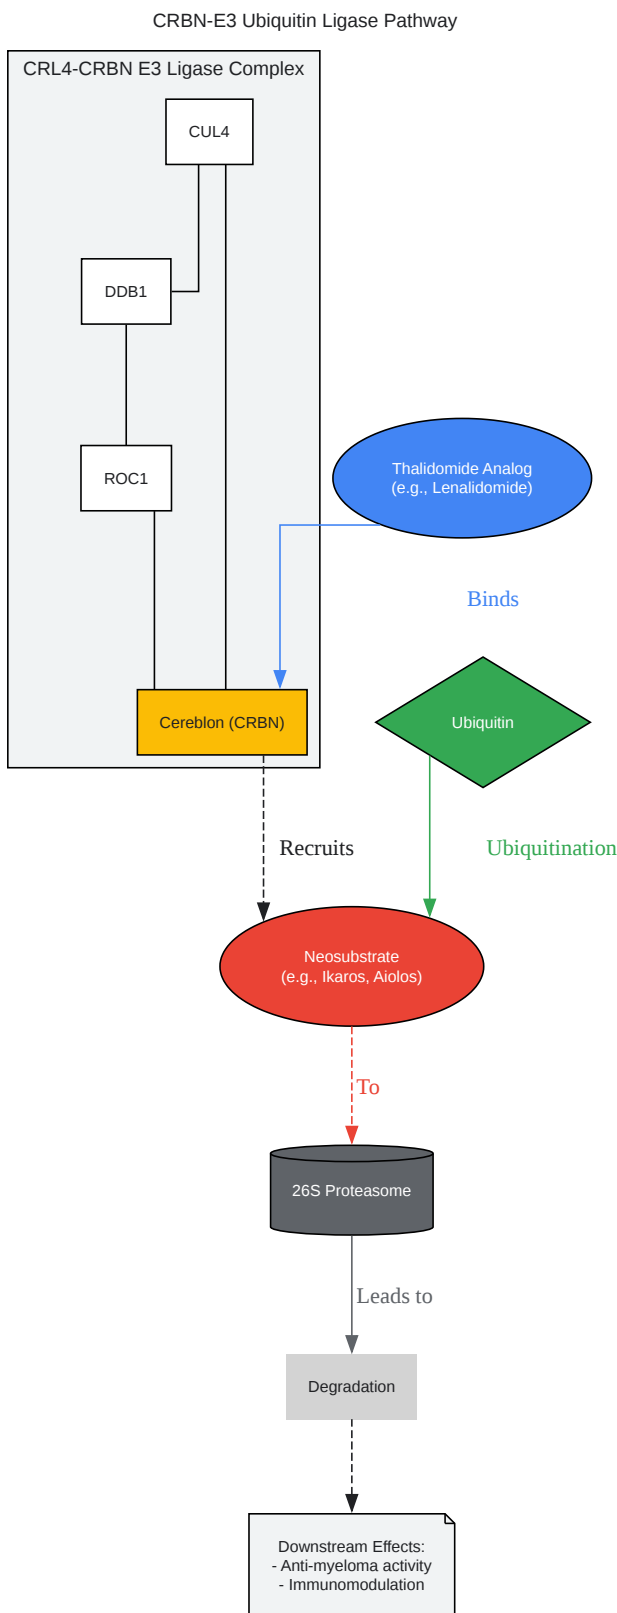 CRBN-E3 Ubiquitin Ligase Pathway
CRL4-CRBN E3 Ligase Complex
CUL4
DDB1
ROC1
Thalidomide Analog
(e.g., Lenalidomide)
Binds
Cereblon (CRBN)
Ubiquitin
Recruits
Ubiquitination
Neosubstrate
(e.g., Ikaros, Aiolos)
To
26S Proteasome
Leads to
Degradation
Downstream Effects:
- Anti-myeloma activity
- Immunomodulation